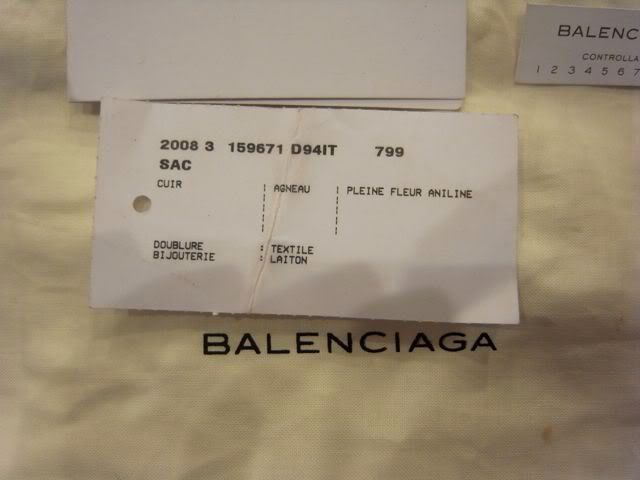 BALENC
CONTROLLA
1 2 3 4 5 6 7
2008 3 159671 D94IT 799
SAC
CUIR ¦ AGNEAU ¦ PLEINE FLEUR ANILINE
DOUBLURE : TEXTILE
BIJOUTERIE : LAITON
BALENCIAGA